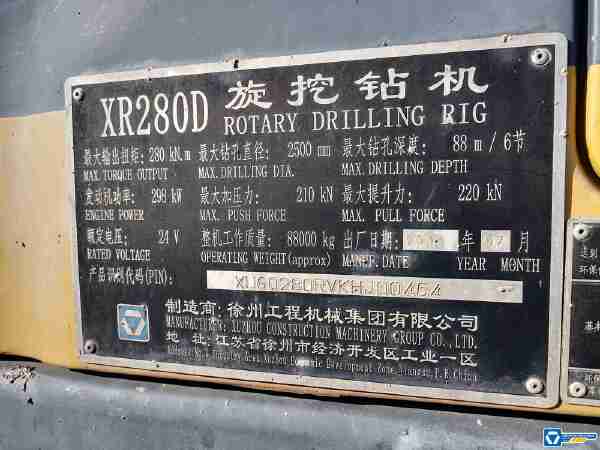 XR280D 旋挖钻机
ROTARY DRILLING RIG
最大输出扭矩: 280 kN.m 最大钻孔直径: 2500 mm 最大钻孔深度: 88 m / 6节
MAX. TORQUE OUTPUT MAX. DRILLING DIA. MAX. DRILLING DEPTH
发动机功率: 298 kW 最大加压力: 210 kN 最大提升力: 220 kN
ENGINE POWER MAX. PUSH FORCE MAX. PULL FORCE
额定电压: 24 V 整机工作质量: 88000 kg 出厂日期: 年 07 月
RATED VOLTAGE OPERATING WEIGHT(approx) MANFR. DATE YEAR MONTH
产品识别代码(PIN):
制造商: 徐州工程机械集团有限公司
MANUFACTURER: XUZHOU CONSTRUCTION MACHINERY GROUP CO., LTD.
地 址: 江苏省徐州市经济开发区工业一区